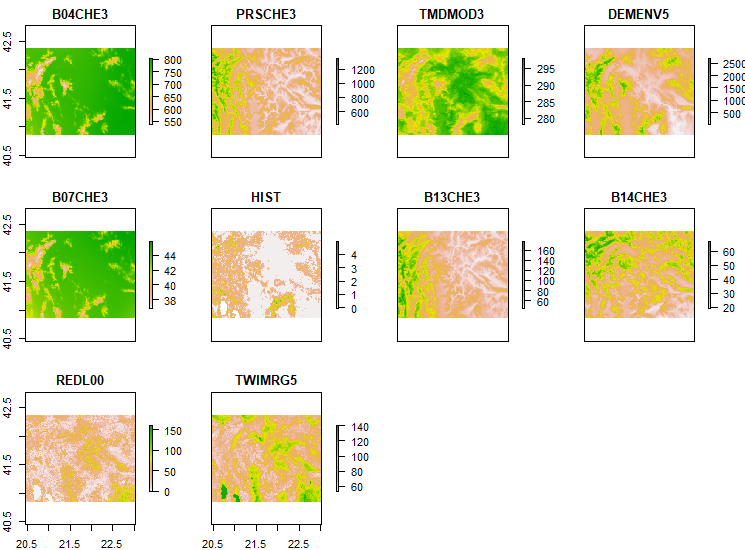 B04CHE3 PRSCHE3 TMDMOD3 DEMENV5
42.5 41.5 40.5
800 750 700 650 600 550
1200 1000 800 600
295 290 285 280
2500 2000 1500 1000 500
B07CHE3 HIST B13CHE3 B14CHE3
42.5 41.5 40.5
44 42 40 38
4 3 2 1 0
160 140 120 100 80 60
60 50 40 30 20
REDL00 TWIMRG5
42.5 41.5 40.5
150 100 50 0
140 120 100 80 60
20.5 21.5 22.5 20.5 21.5 22.5